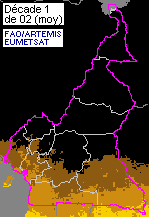 Décade 1
de 02 (moy)
FAO/ARTEMIS
EUMETSAT